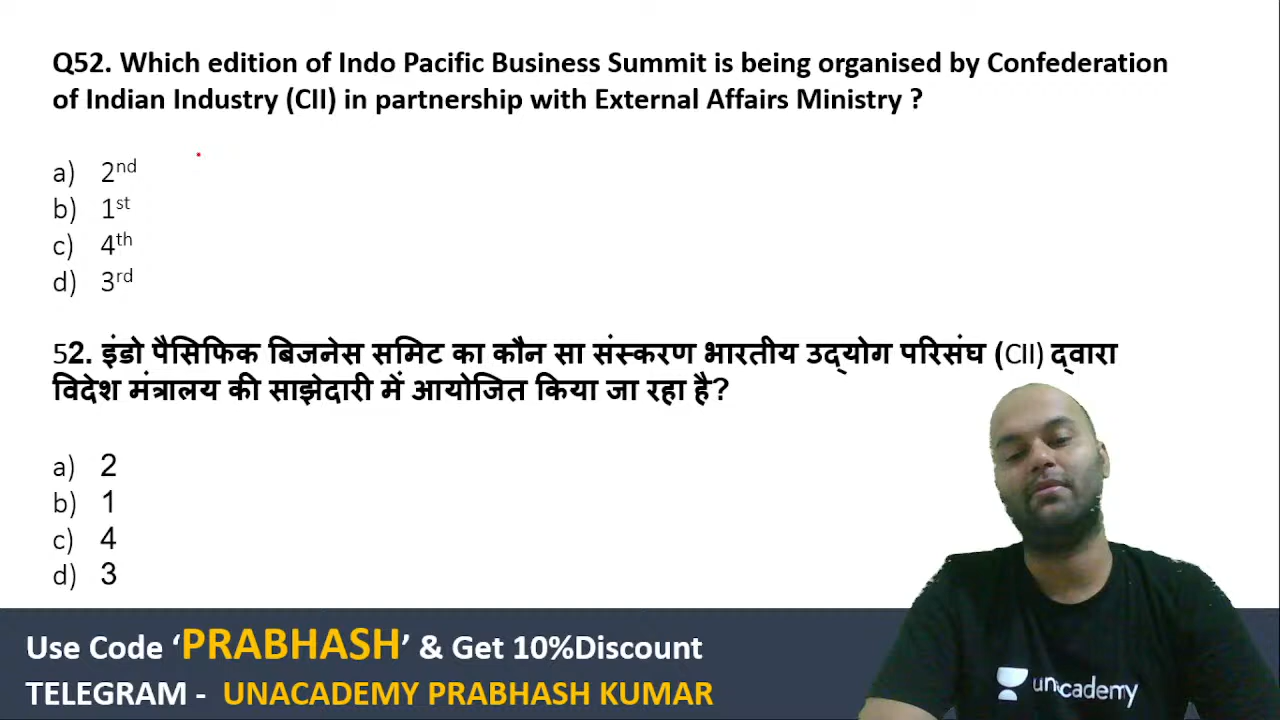 Q52. Which edition of Indo Pacific Business Summit is being organised by Confederation
of Indian Industry (CII) in partnership with External Affairs Ministry ?
a) 2nd
b) 1st
c) 4th
d) 3rd
52. इंडो पैसिफिक बिजनेस समिट का कौन सा संस्करण भारतीय उद्योग परिसंघ (CII) द्वारा
विदेश मंत्रालय की साझेदारी में आयोजित किया जा रहा है?
a) 2
b) 1
c) 4
d) 3
Use Code ‘PRABHASH’ & Get 10%Discount
TELEGRAM - UNACADEMY PRABHASH KUMAR
unacademy